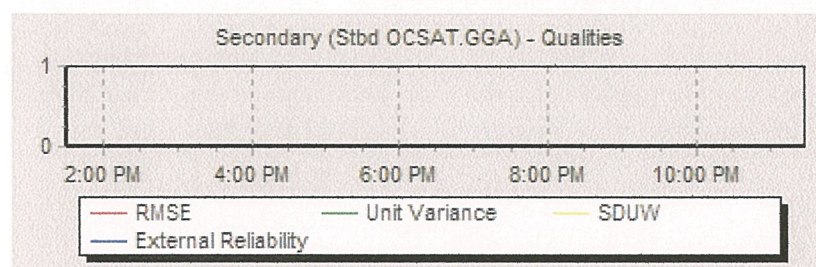 Secondary (Stbd OCSAT.GGA) - Qualities
1
0
2:00 PM 4:00 PM 6:00 PM 8:00 PM 10:00 PM
RMSE Unit Variance SDUW
External Reliability